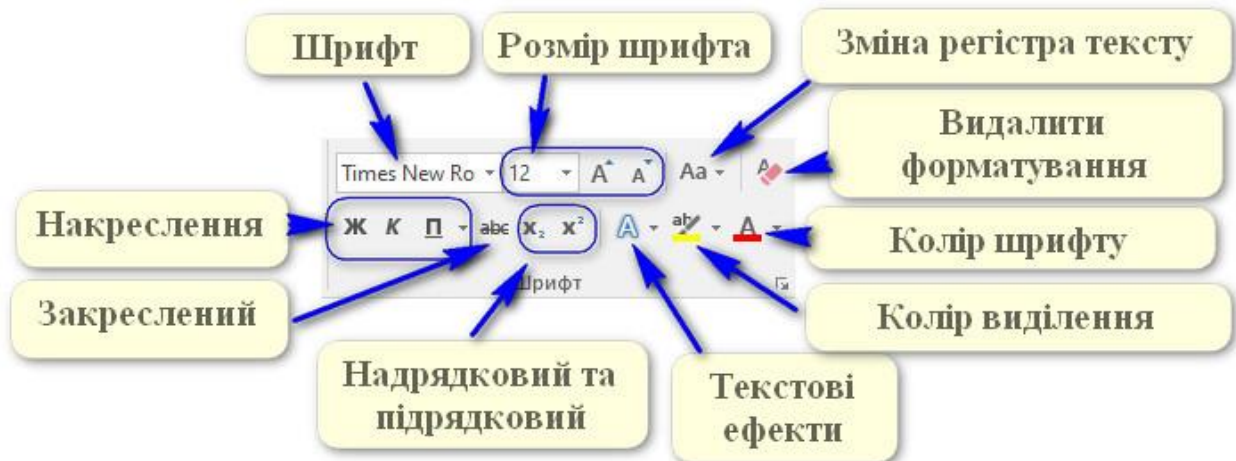 Шрифт
Розмір шрифта
Зміна регістра тексту
Видалити
форматування
Times New Ro
12
A A
Aa
A
Накреслення
Ж К П
abc
x₂ x²
A
ab
A
Колір шрифту
Шрифт
Закреслений
Колір виділення
Надрядковий та
підрядковий
Текстові
ефекти